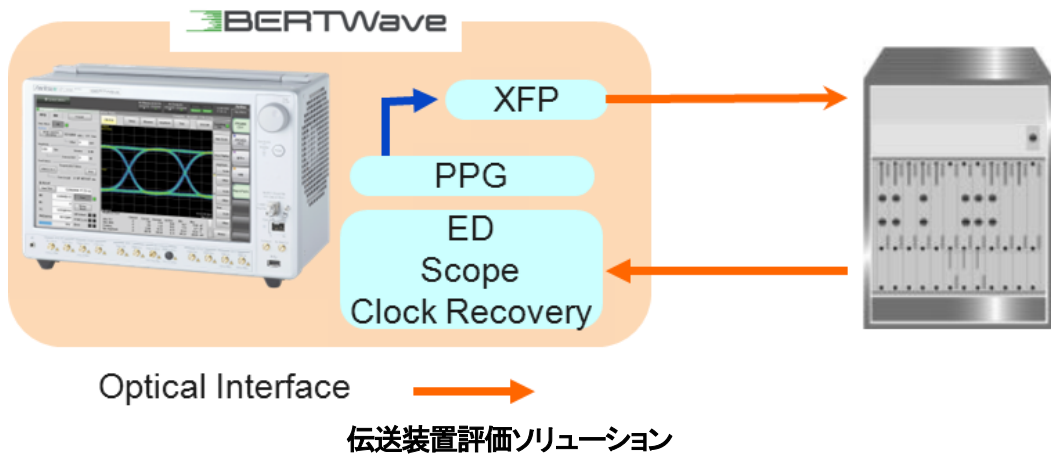 BERTWave
XFP
PPG
ED
Scope
Clock Recovery
Optical Interface
伝送装置評価ソリューション